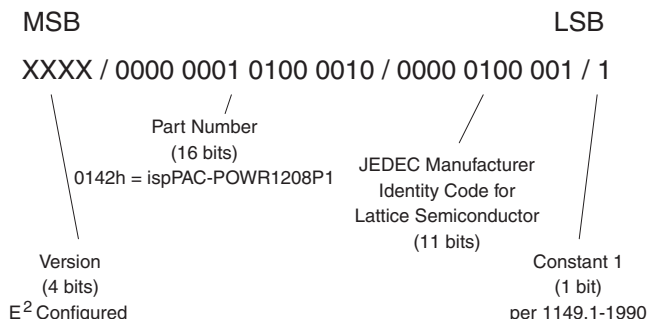 MSB LSB
XXXX / 0000 0001 0100 0010 / 0000 0100 001 / 1
Part Number
(16 bits)
0142h = ispPAC-POWR1208P1
JEDEC Manufacturer
Identity Code for
Lattice Semiconductor
(11 bits)
Version
(4 bits)
E2 Configured
Constant 1
(1 bit)
per 1149.1-1990